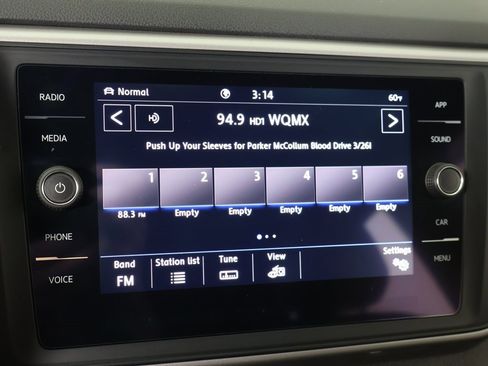 RADIO
MEDIA
PHONE
VOICE
Normal 3:14 60°F
94.9 HD1 WQMX
Push Up Your Sleeves for Parker McCollum Blood Drive 3/26!
1 2 3 4 5 6
88.3 FM Empty Empty Empty Empty Empty
Band Station list Tune View Settings
FM
APP
SOUND
CAR
MENU